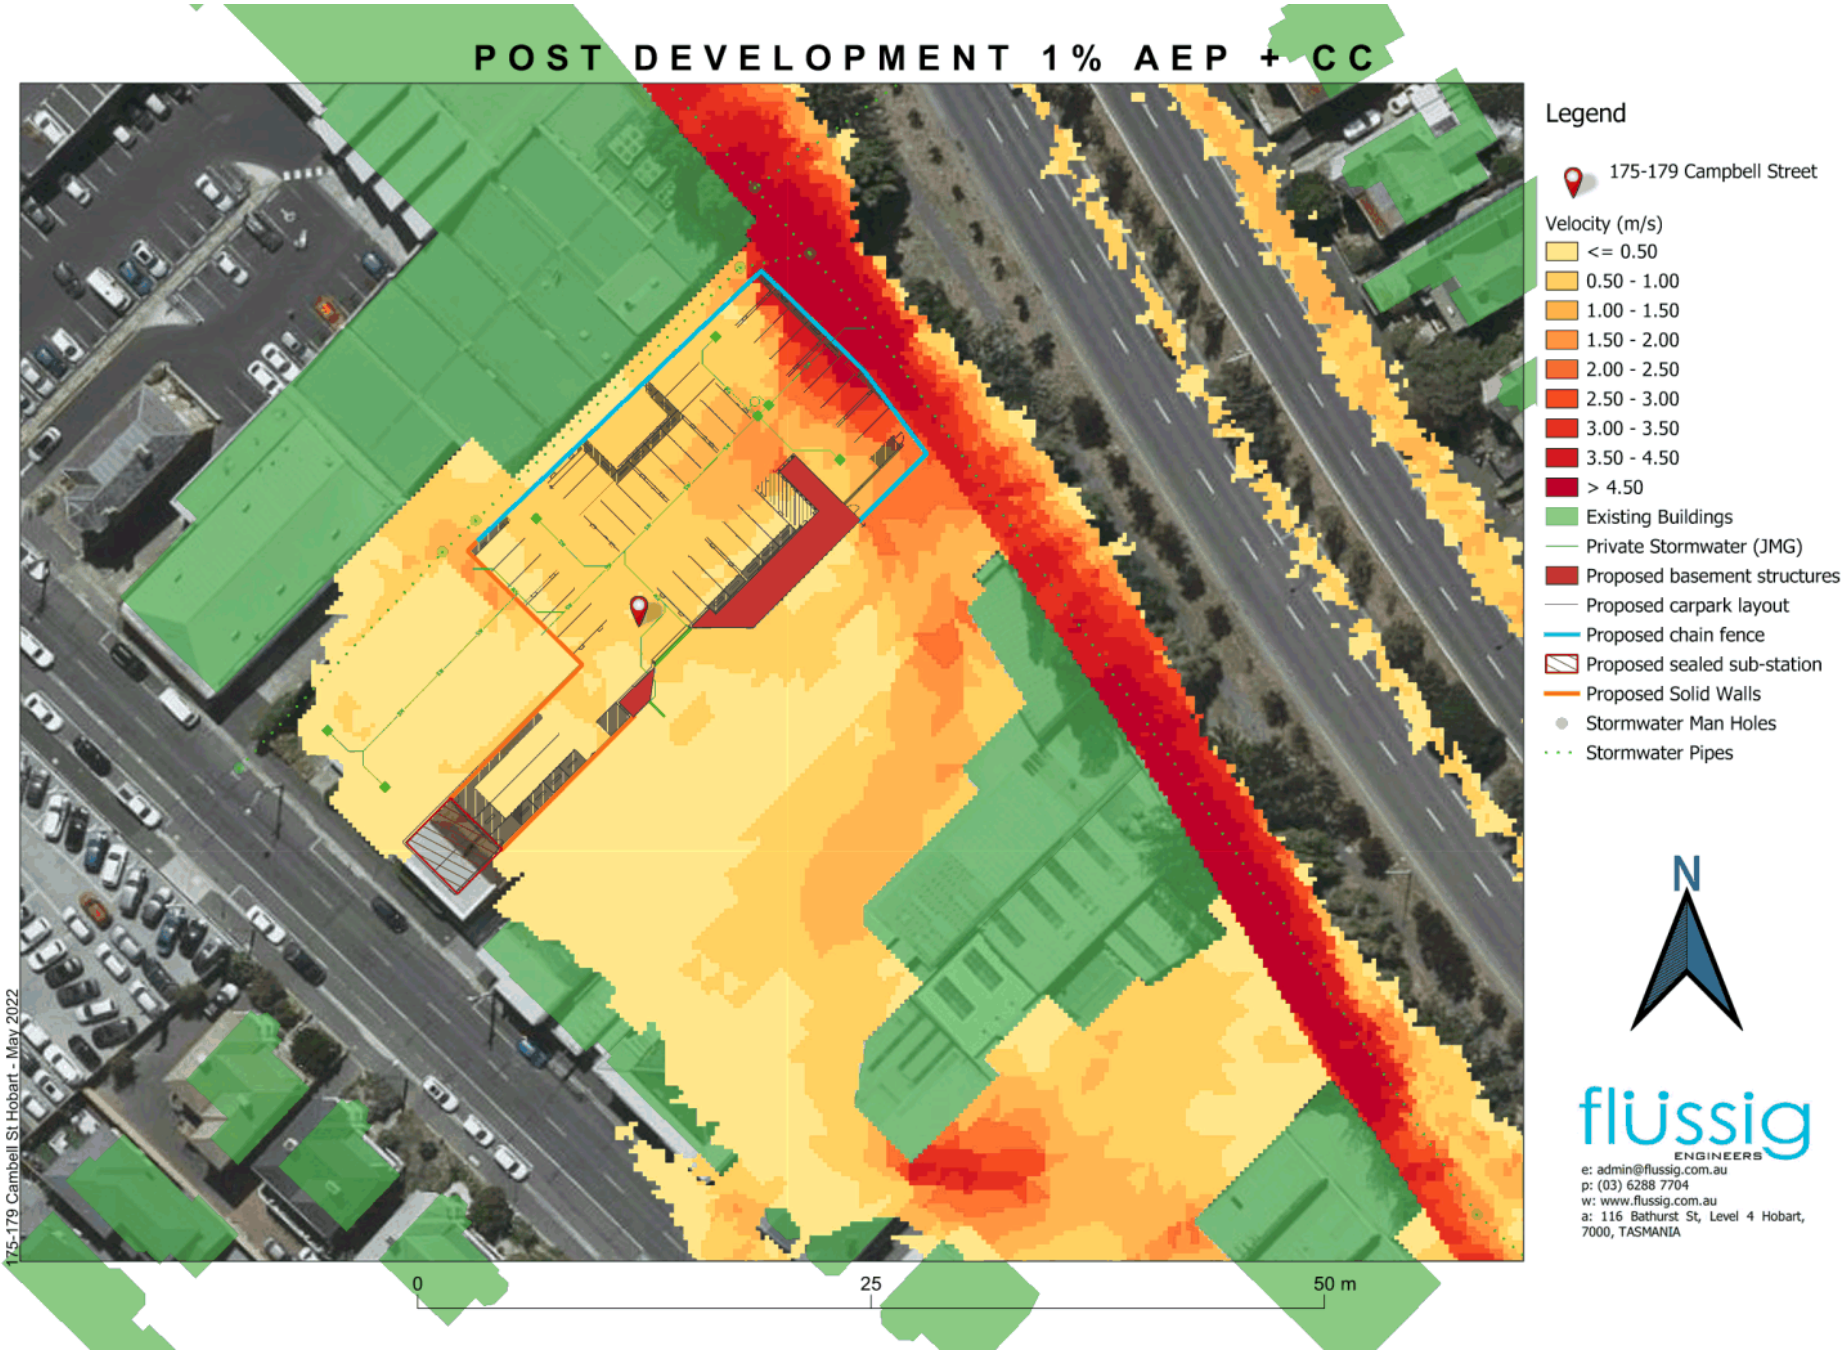 POST DEVELOPMENT 1% AEP + CC
Legend
175-179 Campbell Street
Velocity (m/s)
<= 0.50
0.50 - 1.00
1.00 - 1.50
1.50 - 2.00
2.00 - 2.50
2.50 - 3.00
3.00 - 3.50
3.50 - 4.50
> 4.50
Existing Buildings
Private Stormwater (JMG)
Proposed basement structures
Proposed carpark layout
Proposed chain fence
Proposed sealed sub-station
Proposed Solid Walls
Stormwater Man Holes
Stormwater Pipes
N
flüssig
ENGINEERS
e: admin@flussig.com.au
p: (03) 6288 7704
w: www.flussig.com.au
a: 116 Bathurst St, Level 4 Hobart,
7000, TASMANIA
175-179 Cambell St Hobart - May 2022
0 25 50 m